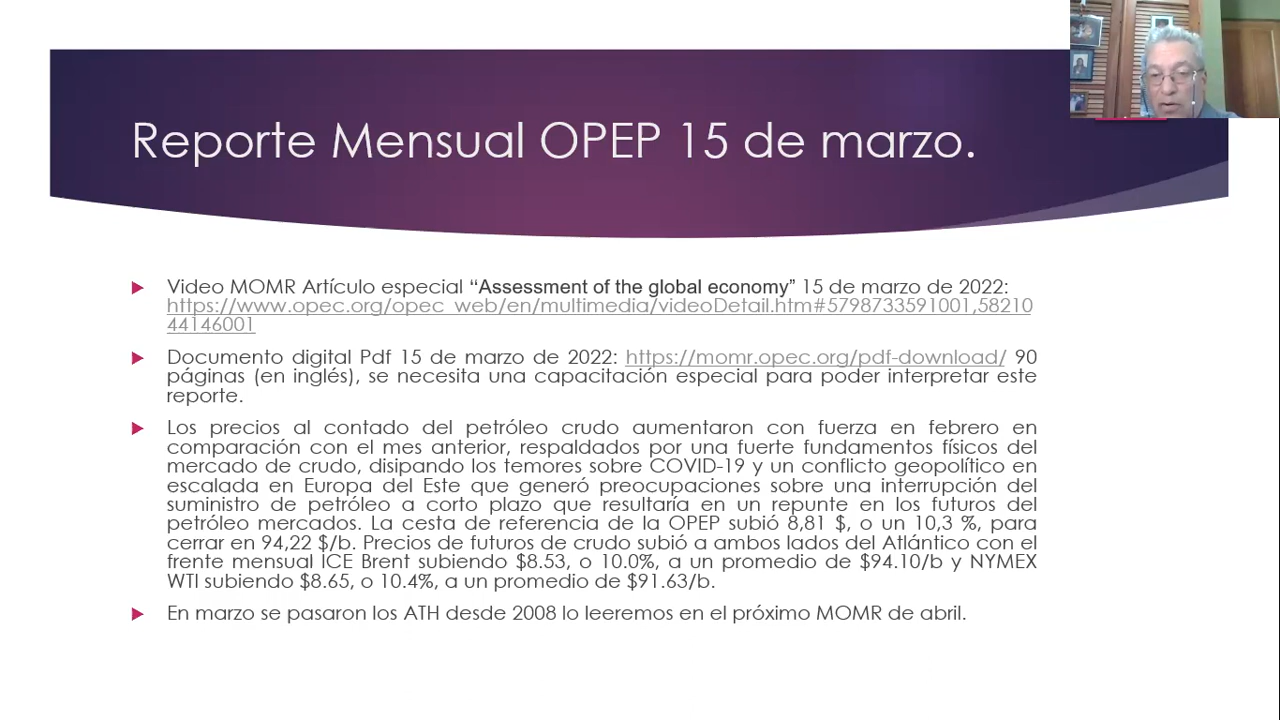 Reporte Mensual OPEP 15 de marzo.
Video MOMR Artículo especial “Assessment of the global economy” 15 de marzo de 2022:
https://www.opec.org/opec_web/en/multimedia/videoDetail.htm#5798733591001,58210
44146001
Documento digital Pdf 15 de marzo de 2022: https://momr.opec.org/pdf-download/ 90
páginas (en inglés), se necesita una capacitación especial para poder interpretar este
reporte.
Los precios al contado del petróleo crudo aumentaron con fuerza en febrero en
comparación con el mes anterior, respaldados por una fuerte fundamentos físicos del
mercado de crudo, disipando los temores sobre COVID-19 y un conflicto geopolítico en
escalada en Europa del Este que generó preocupaciones sobre una interrupción del
suministro de petróleo a corto plazo que resultaría en un repunte en los futuros del
petróleo mercados. La cesta de referencia de la OPEP subió 8,81 $, o un 10,3 %, para
cerrar en 94,22 $/b. Precios de futuros de crudo subió a ambos lados del Atlántico con el
frente mensual ICE Brent subiendo $8.53, o 10.0%, a un promedio de $94.10/b y NYMEX
WTI subiendo $8.65, o 10.4%, a un promedio de $91.63/b.
En marzo se pasaron los ATH desde 2008 lo leeremos en el próximo MOMR de abril.